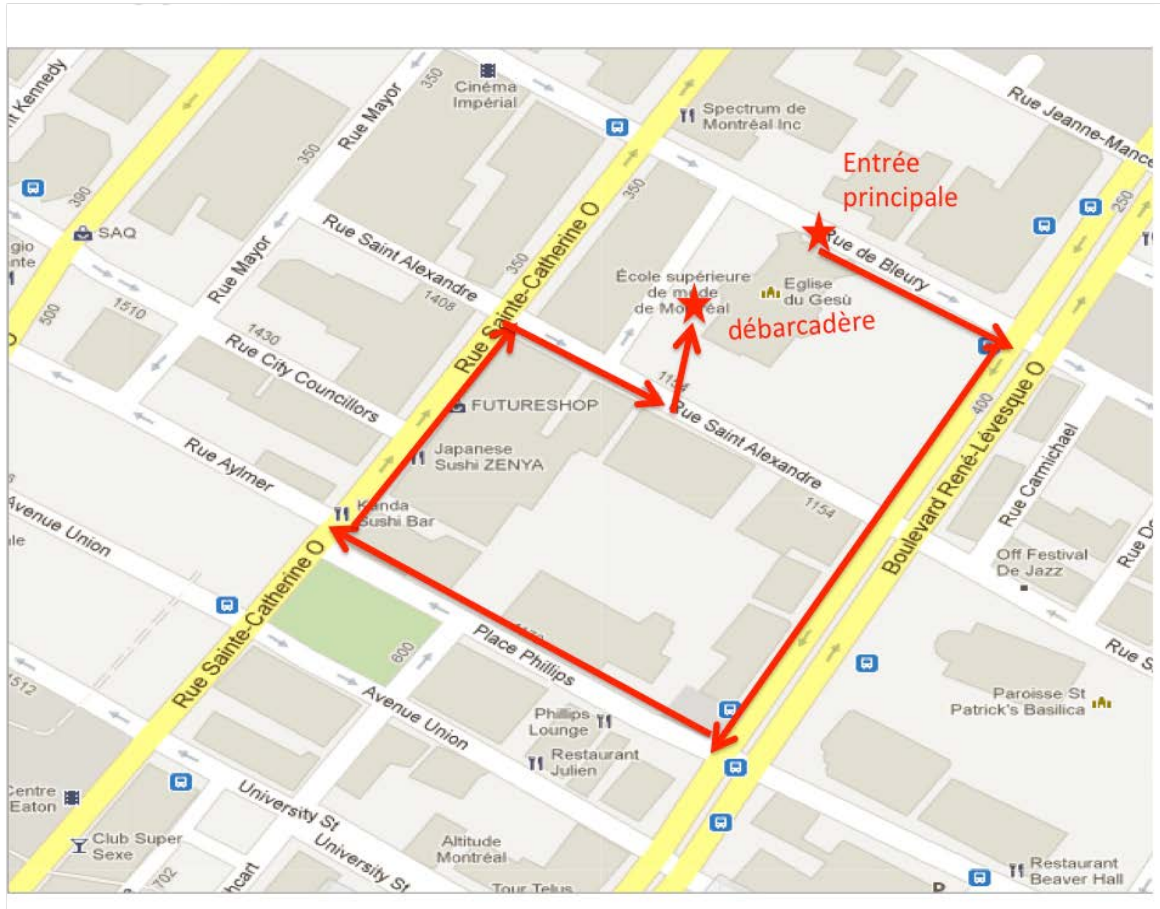 350
Rue Mayor
350
Cinéma
Impérial
Spectrum de
Montréal Inc
Rue Jeanne-Mance
Kennedy
350
390
SAQ
Rue Mayor
Rue Saint Alexandre
350
350
Entrée
principale
250
Rue de Bleury
1408
École supérieure
de mode
de Montréal
Eglise
du Gesù
débarcadère
500
1510
1430
Rue City Councillors
Rue Sainte-Catherine O
FUTURESHOP
1154
Rue Saint Alexandre
400
Boulevard René-Lévesque O
Rue Carmichael
Japanese
Sushi ZENYA
Rue Aylmer
Kanda
Sushi Bar
1154
Off Festival
De Jazz
Avenue Union
Rue Sainte-Catherine O
600
Place Phillips
Avenue Union
1512
Phillips
Lounge
Restaurant
Julien
Paroisse St
Patrick's Basilica
Centre
Eaton
University St
Club Super
Sexe
702
University St
Altitude
Montréal
Tour Telus
Restaurant
Beaver Hall